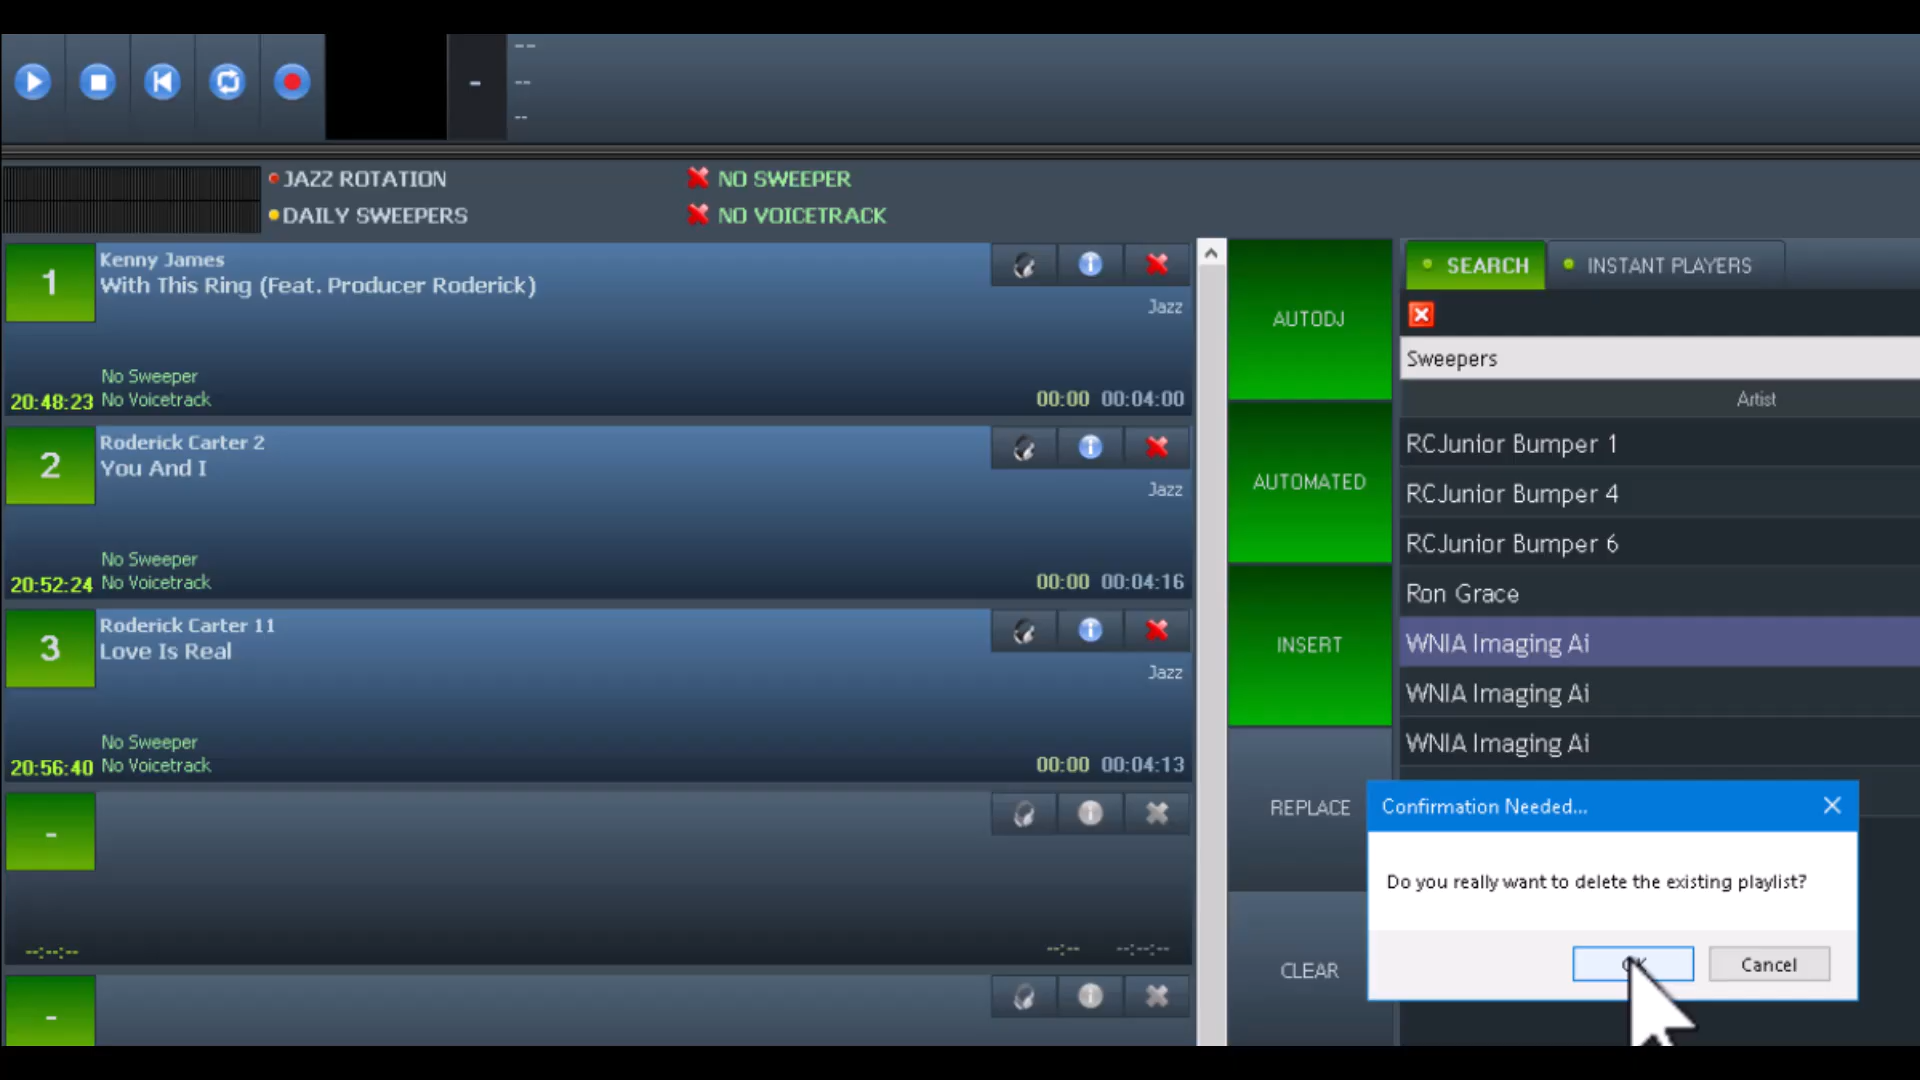 --
-
--
--
JAZZ ROTATION
NO SWEEPER
DAILY SWEEPERS
NO VOICETRACK
1
Kenny James
With This Ring (Feat. Producer Roderick)
Jazz
No Sweeper
20:48:23 No Voicetrack
00:00 00:04:00
2
Roderick Carter 2
You And I
Jazz
No Sweeper
20:52:24 No Voicetrack
00:00 00:04:16
3
Roderick Carter 11
Love Is Real
Jazz
No Sweeper
20:56:40 No Voicetrack
00:00 00:04:13
-
--:--:--
--:-- --:--:--
-
AUTODJ
AUTOMATED
INSERT
REPLACE
CLEAR
SEARCH
INSTANT PLAYERS
Sweepers
Artist
RCJunior Bumper 1
RCJunior Bumper 4
RCJunior Bumper 6
Ron Grace
WNIA Imaging Ai
WNIA Imaging Ai
WNIA Imaging Ai
Confirmation Needed...
Do you really want to delete the existing playlist?
OK
Cancel